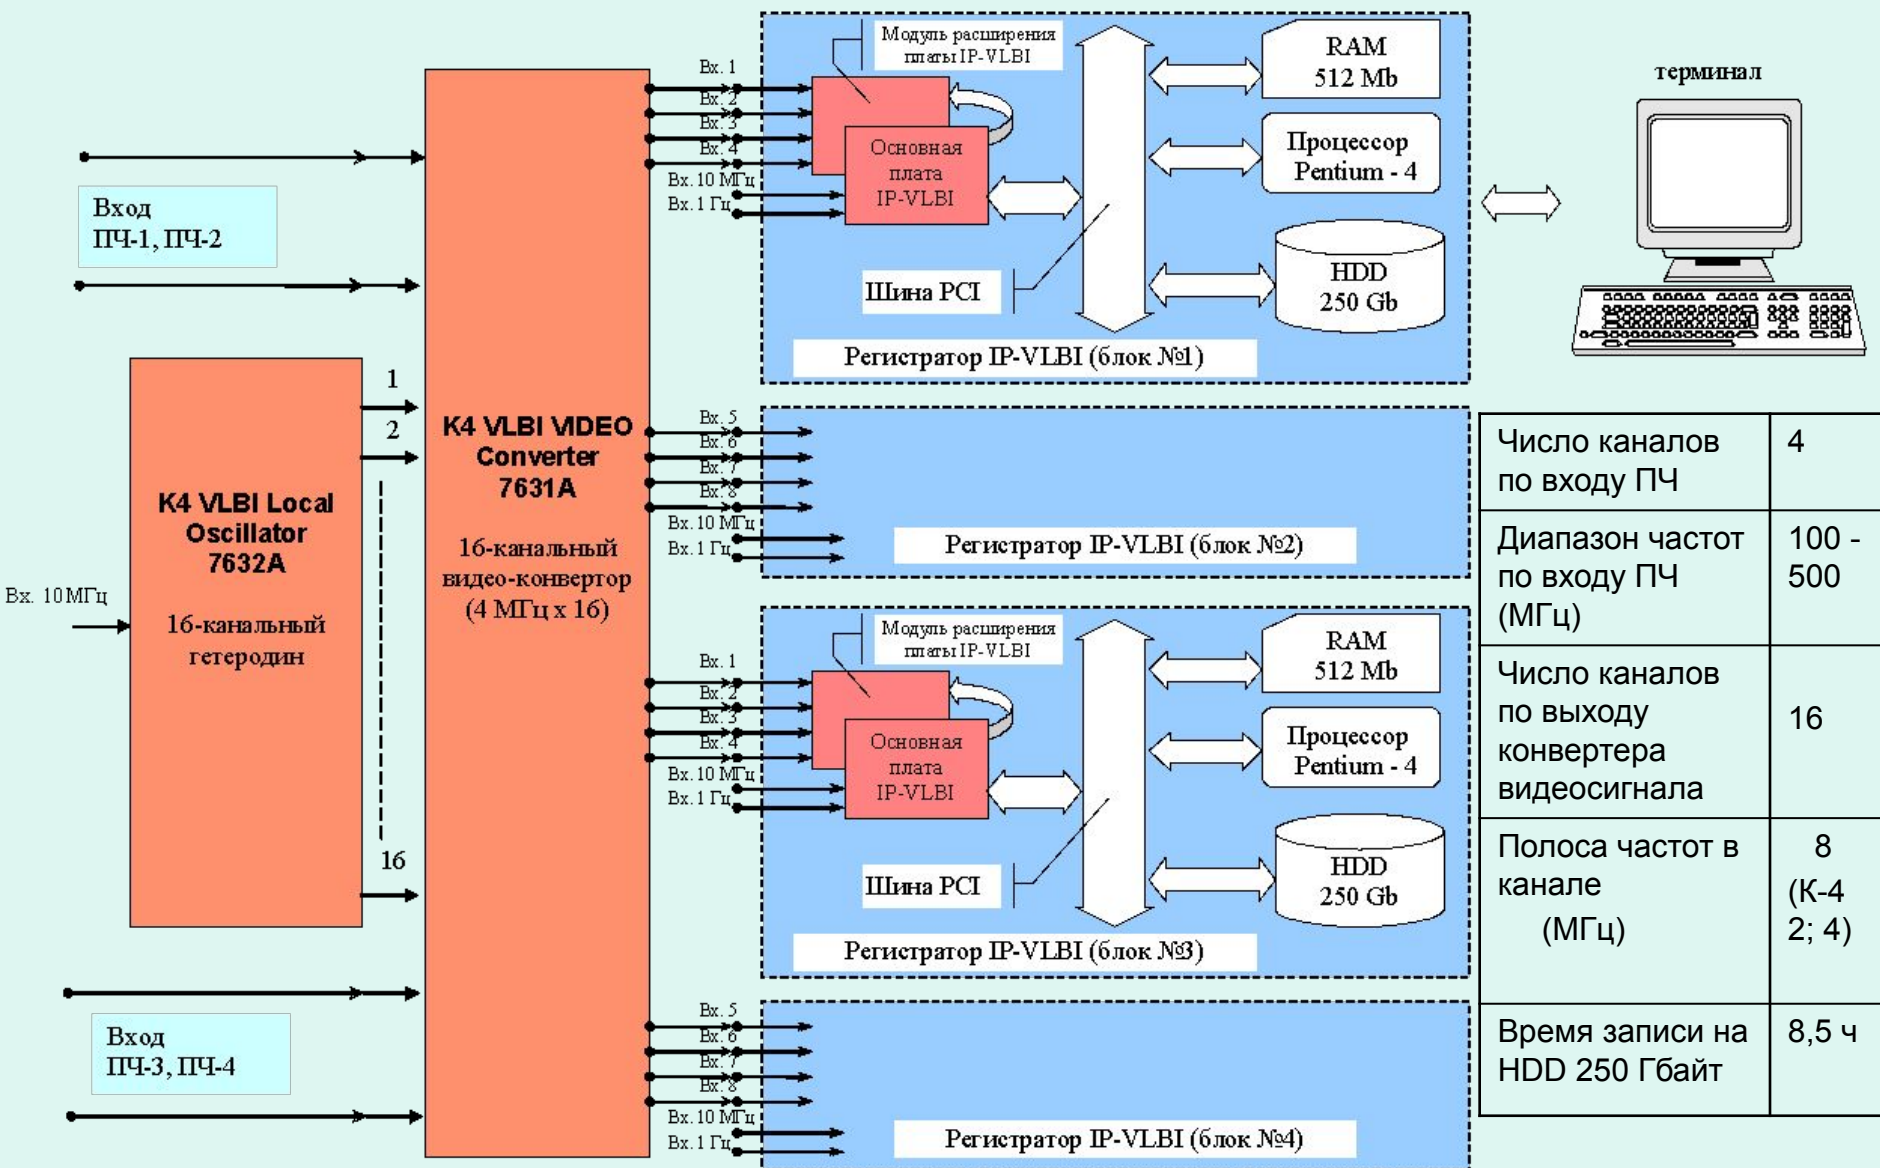 Вход
ПЧ-1, ПЧ-2
Вх. 10МГц
K4 VLBI Local
Oscillator
7632A
16-канальный
гетеродин
1
2
16
Вход
ПЧ-3, ПЧ-4
K4 VLBI VIDEO
Converter
7631A
16-канальный
видео-конвертор
(4 МГц x 16)
Вх. 1
Вх. 2
Вх. 3
Вх. 4
Вх. 10 МГц
Вх. 1 Гц
Модуль расширения
платы IP-VLBI
Основная
плата
IP-VLBI
Шина PCI
RAM
512 Mb
Процессор
Pentium - 4
HDD
250 Gb
Регистратор IP-VLBI (блок №1)
терминал
Вх. 5
Вх. 6
Вх. 7
Вх. 8
Вх. 10 МГц
Вх. 1 Гц
Регистратор IP-VLBI (блок №2)
Вх. 1
Вх. 2
Вх. 3
Вх. 4
Вх. 10 МГц
Вх. 1 Гц
Модуль расширения
платы IP-VLBI
Основная
плата
IP-VLBI
Шина PCI
RAM
512 Mb
Процессор
Pentium - 4
HDD
250 Gb
Регистратор IP-VLBI (блок №3)
Вх. 5
Вх. 6
Вх. 7
Вх. 8
Вх. 10 МГц
Вх. 1 Гц
Регистратор IP-VLBI (блок №4)
Число каналов
по входу ПЧ
4
Диапазон частот
по входу ПЧ
(МГц)
100 -
500
Число каналов
по выходу
конвертера
видеосигнала
16
Полоса частот в
канале
(МГц)
8
(К-4
2; 4)
Время записи на
HDD 250 Гбайт
8,5 ч